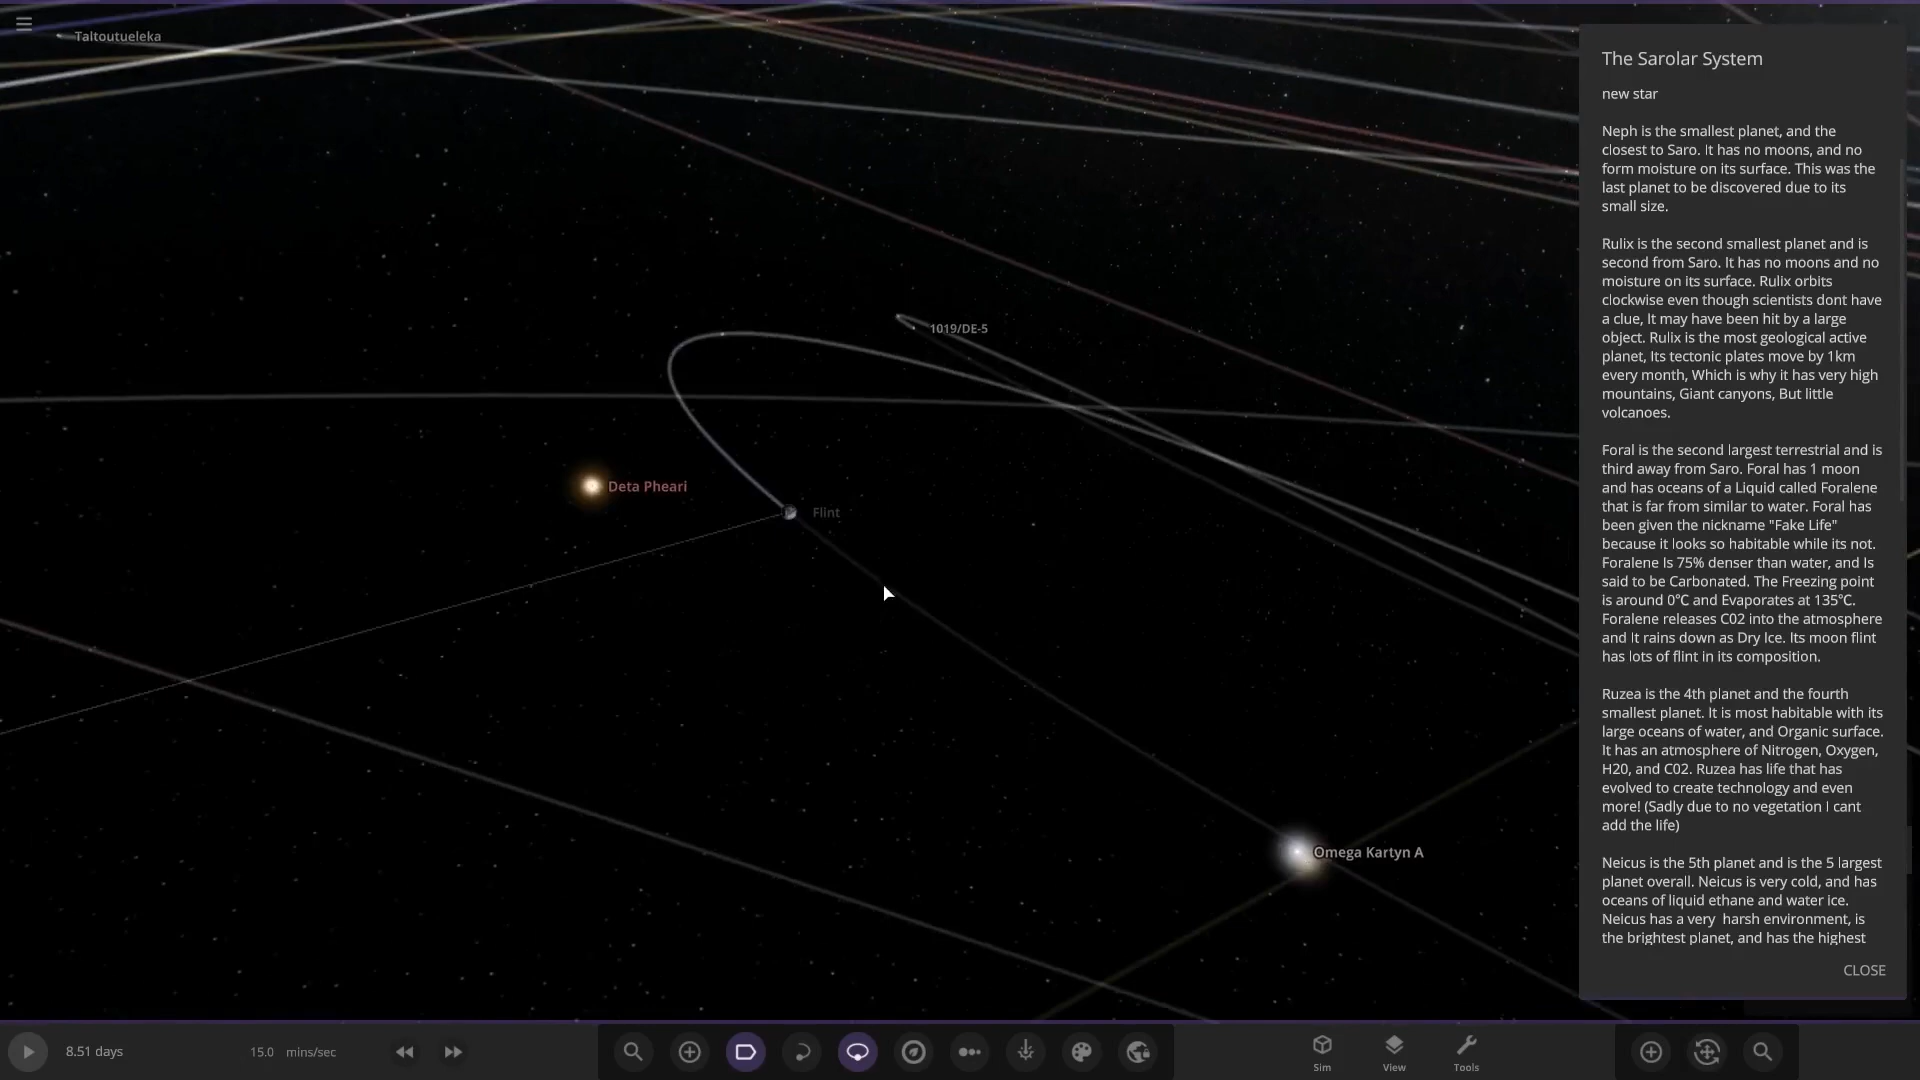 Taltoutueleka
1019/DE-5
Deta Pheari
Flint
Omega Kartyn A
The Sarolar System
new star
Neph is the smallest planet, and the
closest to Saro. It has no moons, and no
form moisture on its surface. This was the
last planet to be discovered due to its
small size.
Rulix is the second smallest planet and is
second from Saro. It has no moons and no
moisture on its surface. Rulix orbits
clockwise even though scientists dont have
a clue, It may have been hit by a large
object. Rulix is the most geological active
planet, Its tectonic plates move by 1km
every month, Which is why it has very high
mountains, Giant canyons, But little
volcanoes.
Foral is the second largest terrestrial and is
third away from Saro. Foral has 1 moon
and has oceans of a Liquid called Foralene
that is far from similar to water. Foral has
been given the nickname "Fake Life"
because it looks so habitable while its not.
Foralene Is 75% denser than water, and Is
said to be Carbonated. The Freezing point
is around 0℃ and Evaporates at 135℃.
Foralene releases C02 into the atmosphere
and It rains down as Dry Ice. Its moon flint
has lots of flint in its composition.
Ruzea is the 4th planet and the fourth
smallest planet. It is most habitable with its
large oceans of water, and Organic surface.
It has an atmosphere of Nitrogen, Oxygen,
H20, and C02. Ruzea has life that has
evolved to create technology and even
more! (Sadly due to no vegetation I cant
add the life)
Neicus is the 5th planet and is the 5 largest
planet overall. Neicus is very cold, and has
oceans of liquid ethane and water ice.
Neicus has a very  harsh environment, is
the brightest planet, and has the highest
CLOSE
8.51 days
15.0 mins/sec
Sim
View
Tools